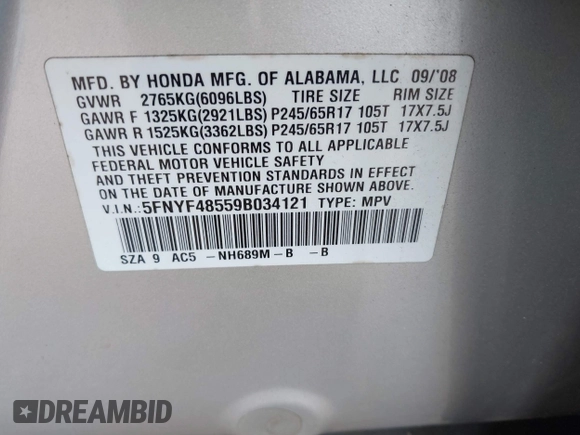 MFD. BY HONDA MFG. OF ALABAMA, LLC 09/'08
GVWR 2765KG(6096LBS) TIRE SIZE RIM SIZE
GAWR F 1325KG(2921LBS) P245/65R17 105T 17X7.5J
GAWR R 1525KG(3362LBS) P245/65R17 105T 17X7.5J
THIS VEHICLE CONFORMS TO ALL APPLICABLE
FEDERAL MOTOR VEHICLE SAFETY
AND THEFT PREVENTION STANDARDS IN EFFECT
ON THE DATE OF MANUFACTURE SHOWN ABOVE.
V.I.N.: 5FNYF48559B034121 TYPE: MPV
SZA 9 AC5 -NH689M-B -B
DREAMBID